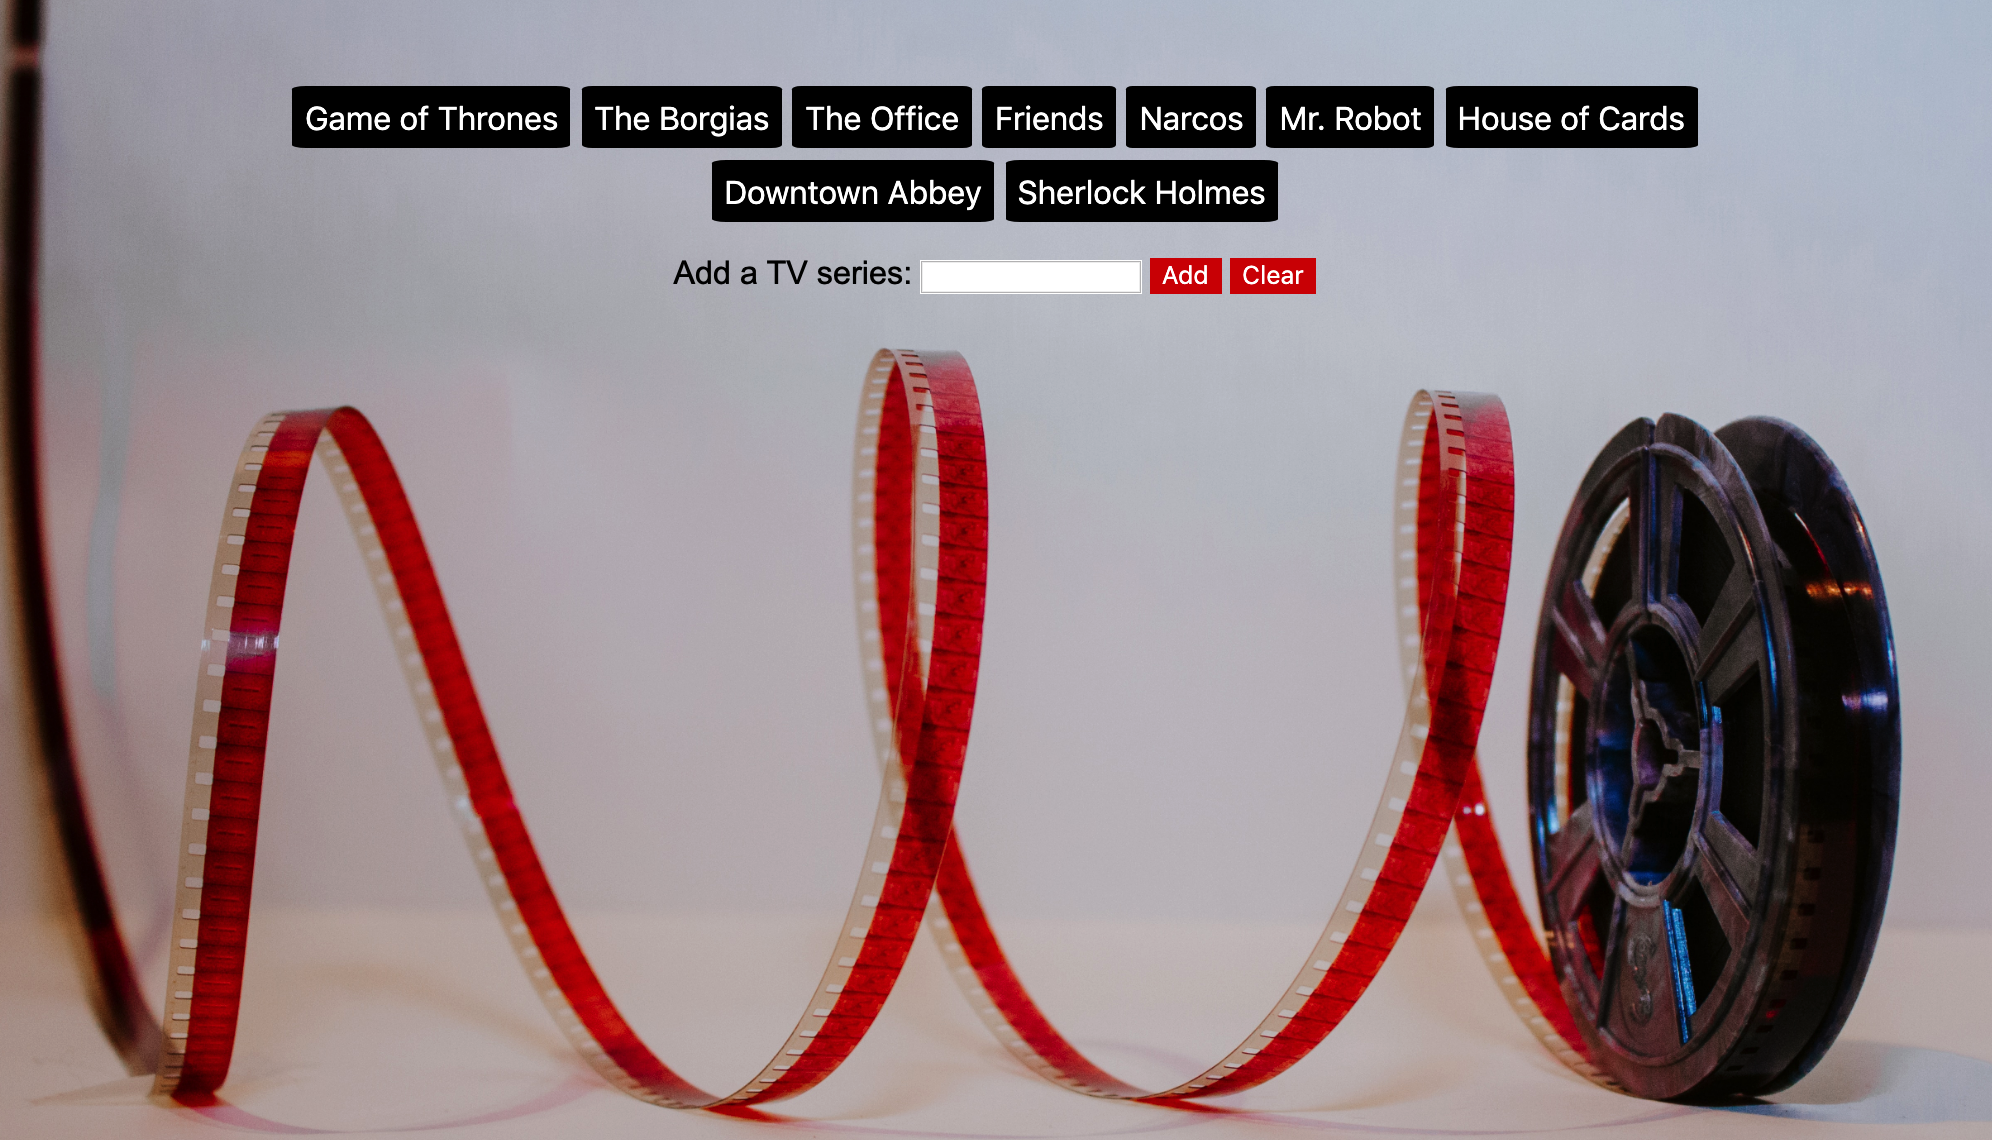 Game of Thrones The Borgias The Office Friends Narcos Mr. Robot House of Cards
Downtown Abbey Sherlock Holmes
Add a TV series: Add Clear